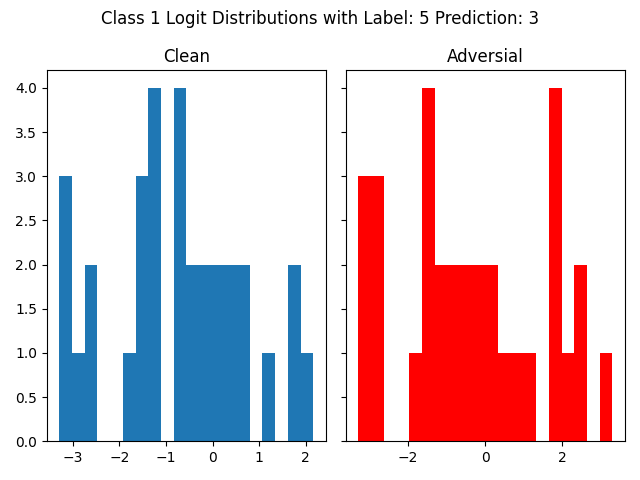 Class 1 Logit Distributions with Label: 5 Prediction: 3
Clean
Adversial
4.0
3.5
3.0
2.5
2.0
1.5
1.0
0.5
0.0
−3 −2 −1 0 1 2
−2 0 2